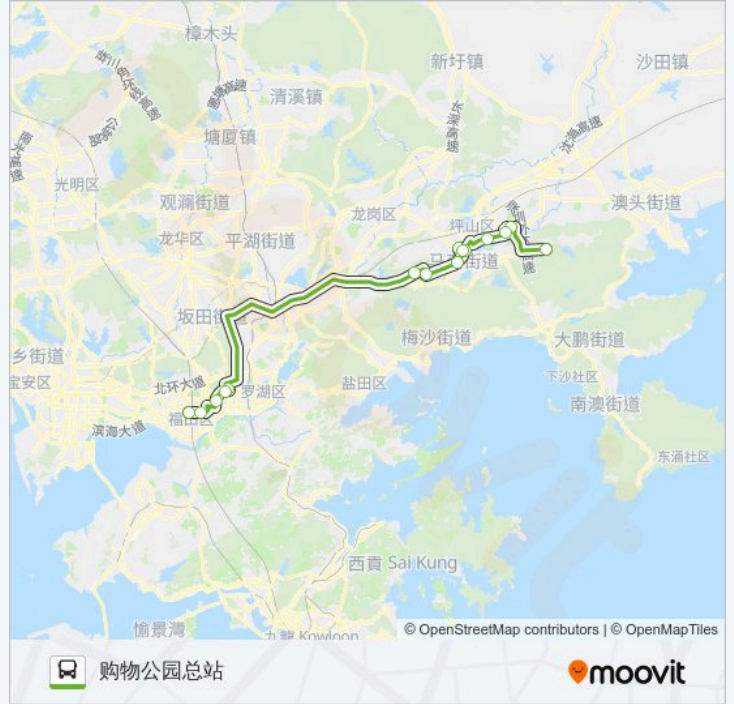 樟木头
新圩镇
沙田镇
清溪镇
沈海高速
塘厦镇
光明区
观澜街道
龙岗区
坪山区
澳头街道
龙华区
平湖街道
街道
坂田街
梅沙街道
大鹏街道
乡街道
下沙社区
宝安区
北环大道
罗湖区
盐田区
南澳街道
福田区
滨海大道
东涌社区
西貢 Sai Kung
愉景灣
九龍 Kowloon
© OpenStreetMap contributors | © OpenMapTiles
购物公园总站
moovit